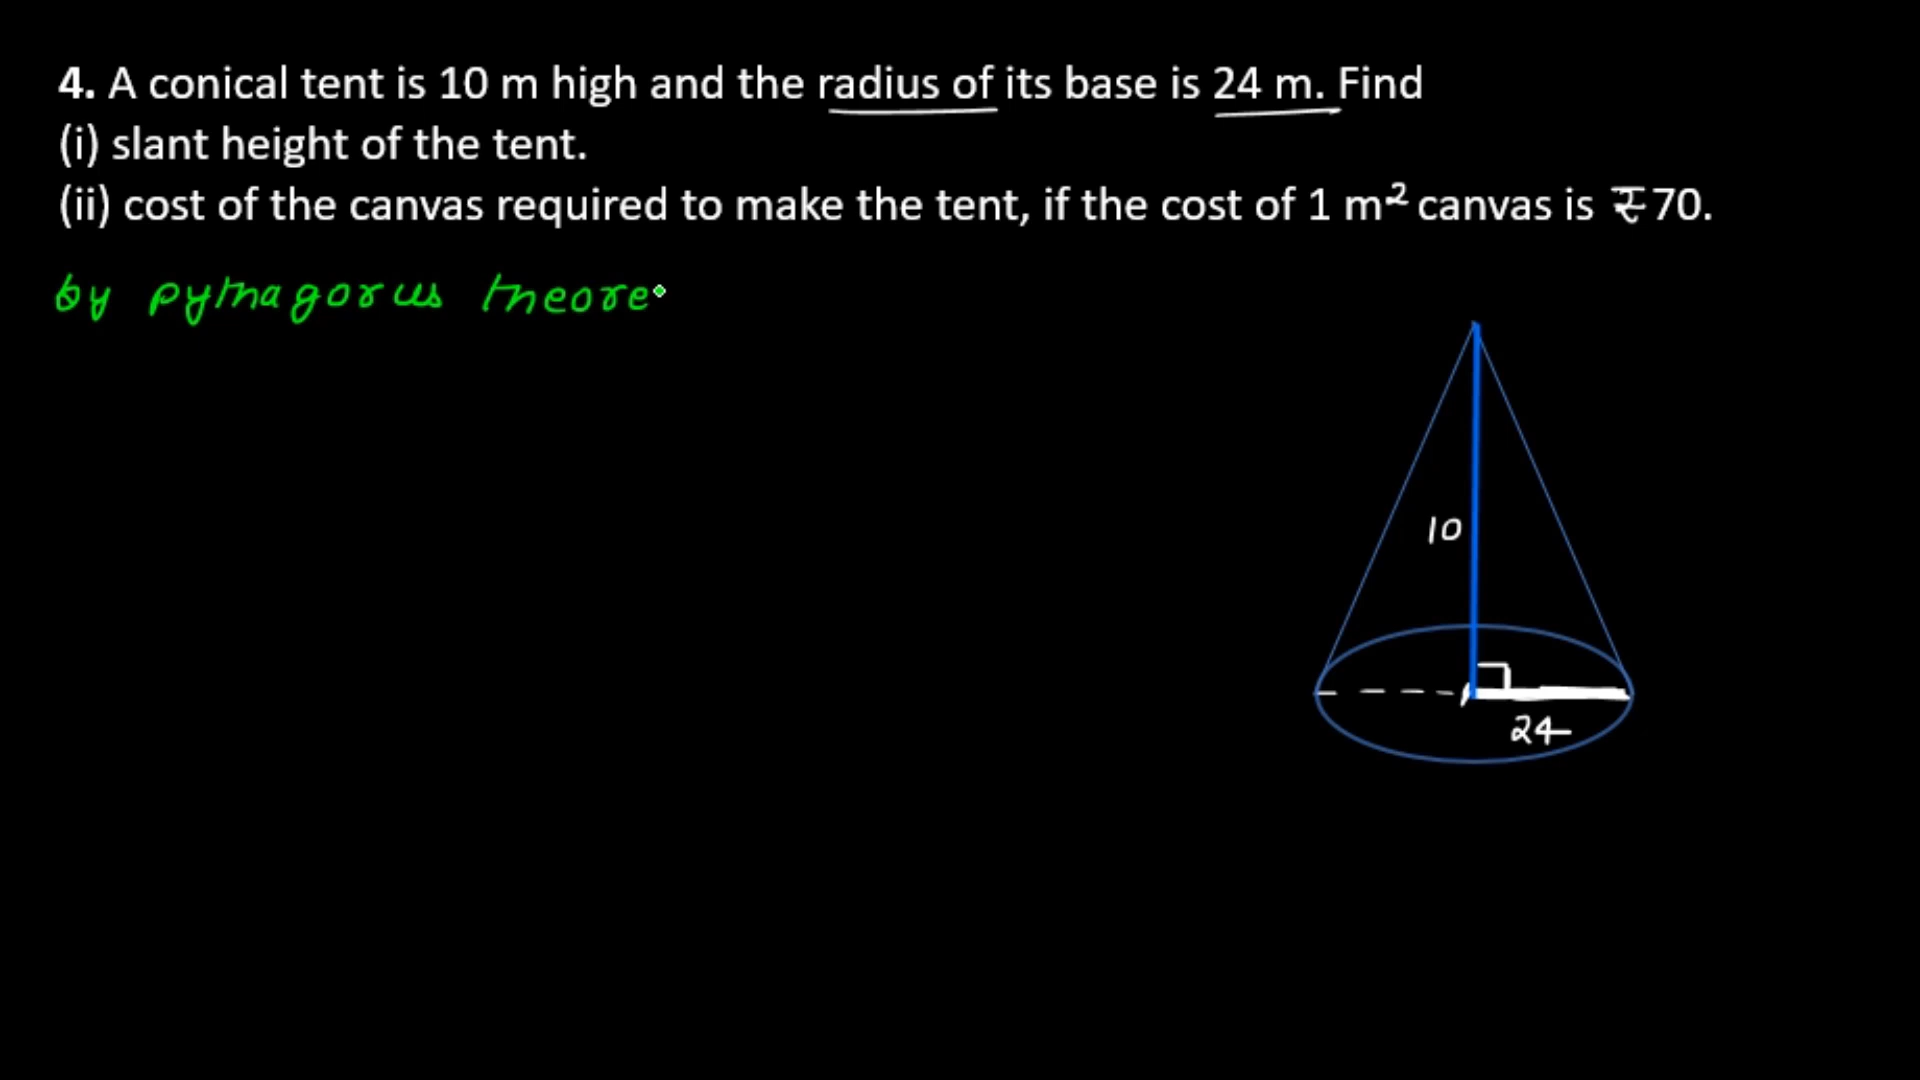 4. A conical tent is 10 m high and the radius of its base is 24 m. Find
(i) slant height of the tent.
(ii) cost of the canvas required to make the tent, if the cost of 1 m² canvas is ₹70.
by pythagorus theore
10
24